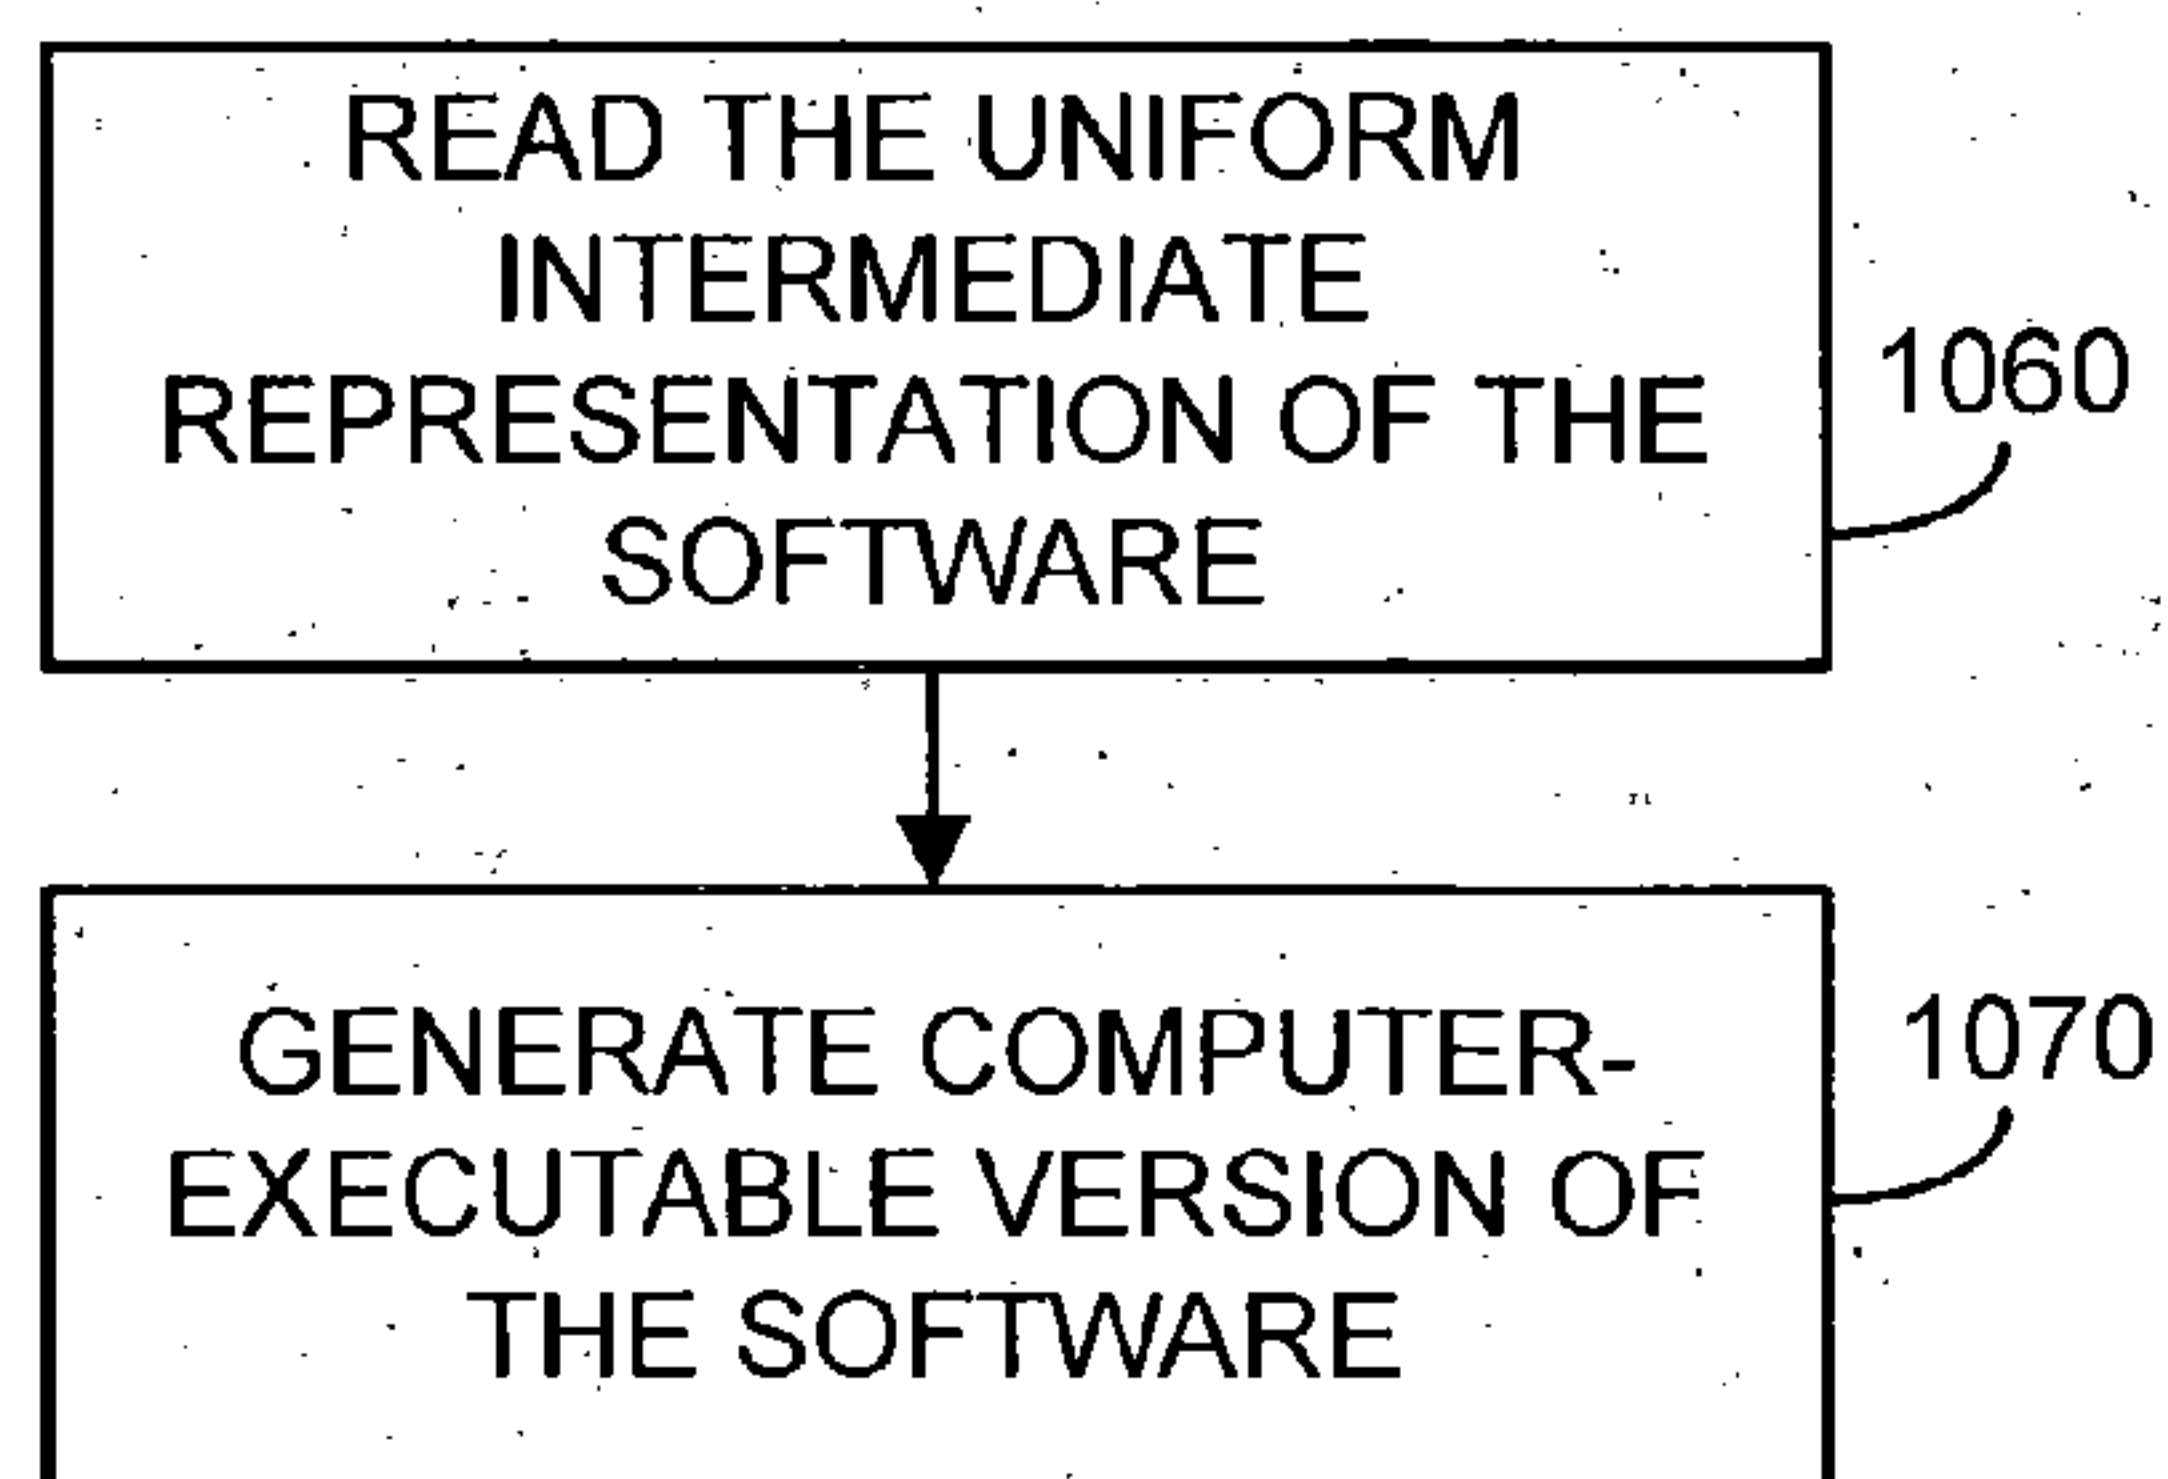 READ THE UNIFORM
INTERMEDIATE
REPRESENTATION OF THE
SOFTWARE
1060
GENERATE COMPUTER-
EXECUTABLE VERSION OF
THE SOFTWARE
1070